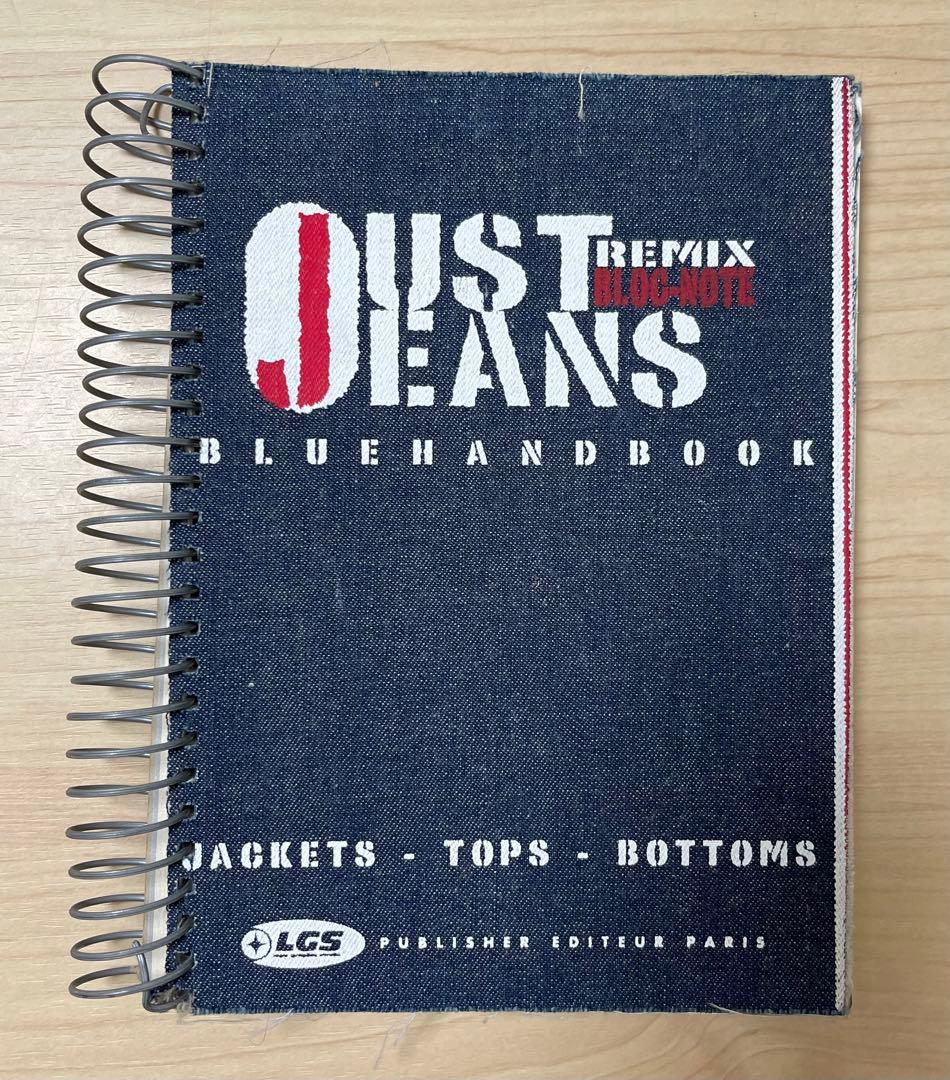 JUST
REMIX
BLOC-NOTE
JEANS
BLUEHANDBOOK
JACKETS - TOPS - BOTTOMS
LGS PUBLISHER EDITEUR PARIS